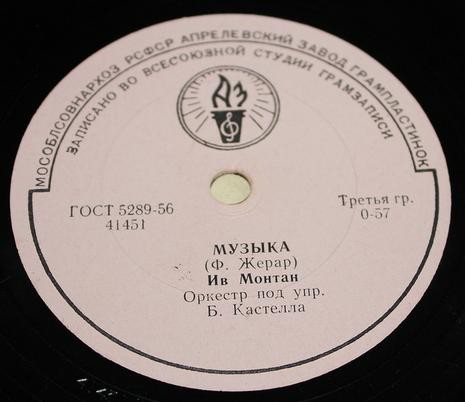 МОСОБЛСОВНАРХОЗ РСФСР АПРЕЛЕВСКИЙ ЗАВОД ГРАМПЛАСТИНОК
ЗАПИСАНО ВО ВСЕСОЮЗНОЙ СТУДИИ ГРАМЗАПИСИ
АЗ
ГОСТ 5289-56
41451
Третья гр.
0-57
МУЗЫКА
(Ф. Жерар)
Ив Монтан
Оркестр под упр.
Б. Кастелла